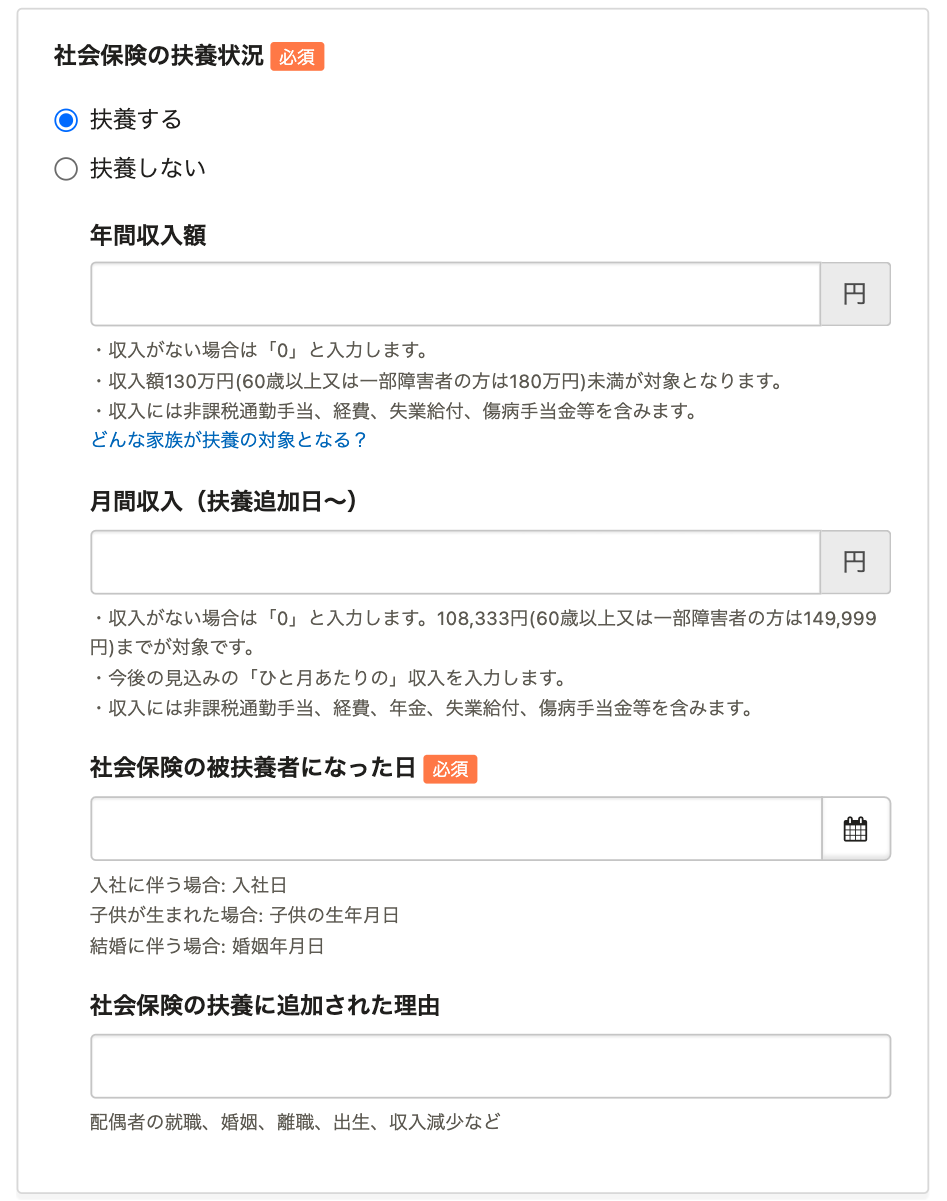 社会保険の扶養状況 必須
扶養する
扶養しない
年間収入額
円
・収入がない場合は「0」と入力します。
・収入額130万円(60歳以上又は一部障害者の方は180万円)未満が対象となります。
・収入には非課税通勤手当、経費、失業給付、傷病手当金等を含みます。
どんな家族が扶養の対象となる？
月間収入（扶養追加日〜）
円
・収入がない場合は「0」と入力します。108,333円(60歳以上又は一部障害者の方は149,999
円)までが対象です。
・今後の見込みの「ひと月あたりの」収入を入力します。
・収入には非課税通勤手当、経費、年金、失業給付、傷病手当金等を含みます。
社会保険の被扶養者になった日 必須
入社に伴う場合: 入社日
子供が生まれた場合: 子供の生年月日
結婚に伴う場合: 婚姻年月日
社会保険の扶養に追加された理由
配偶者の就職、婚姻、離職、出生、収入減少など